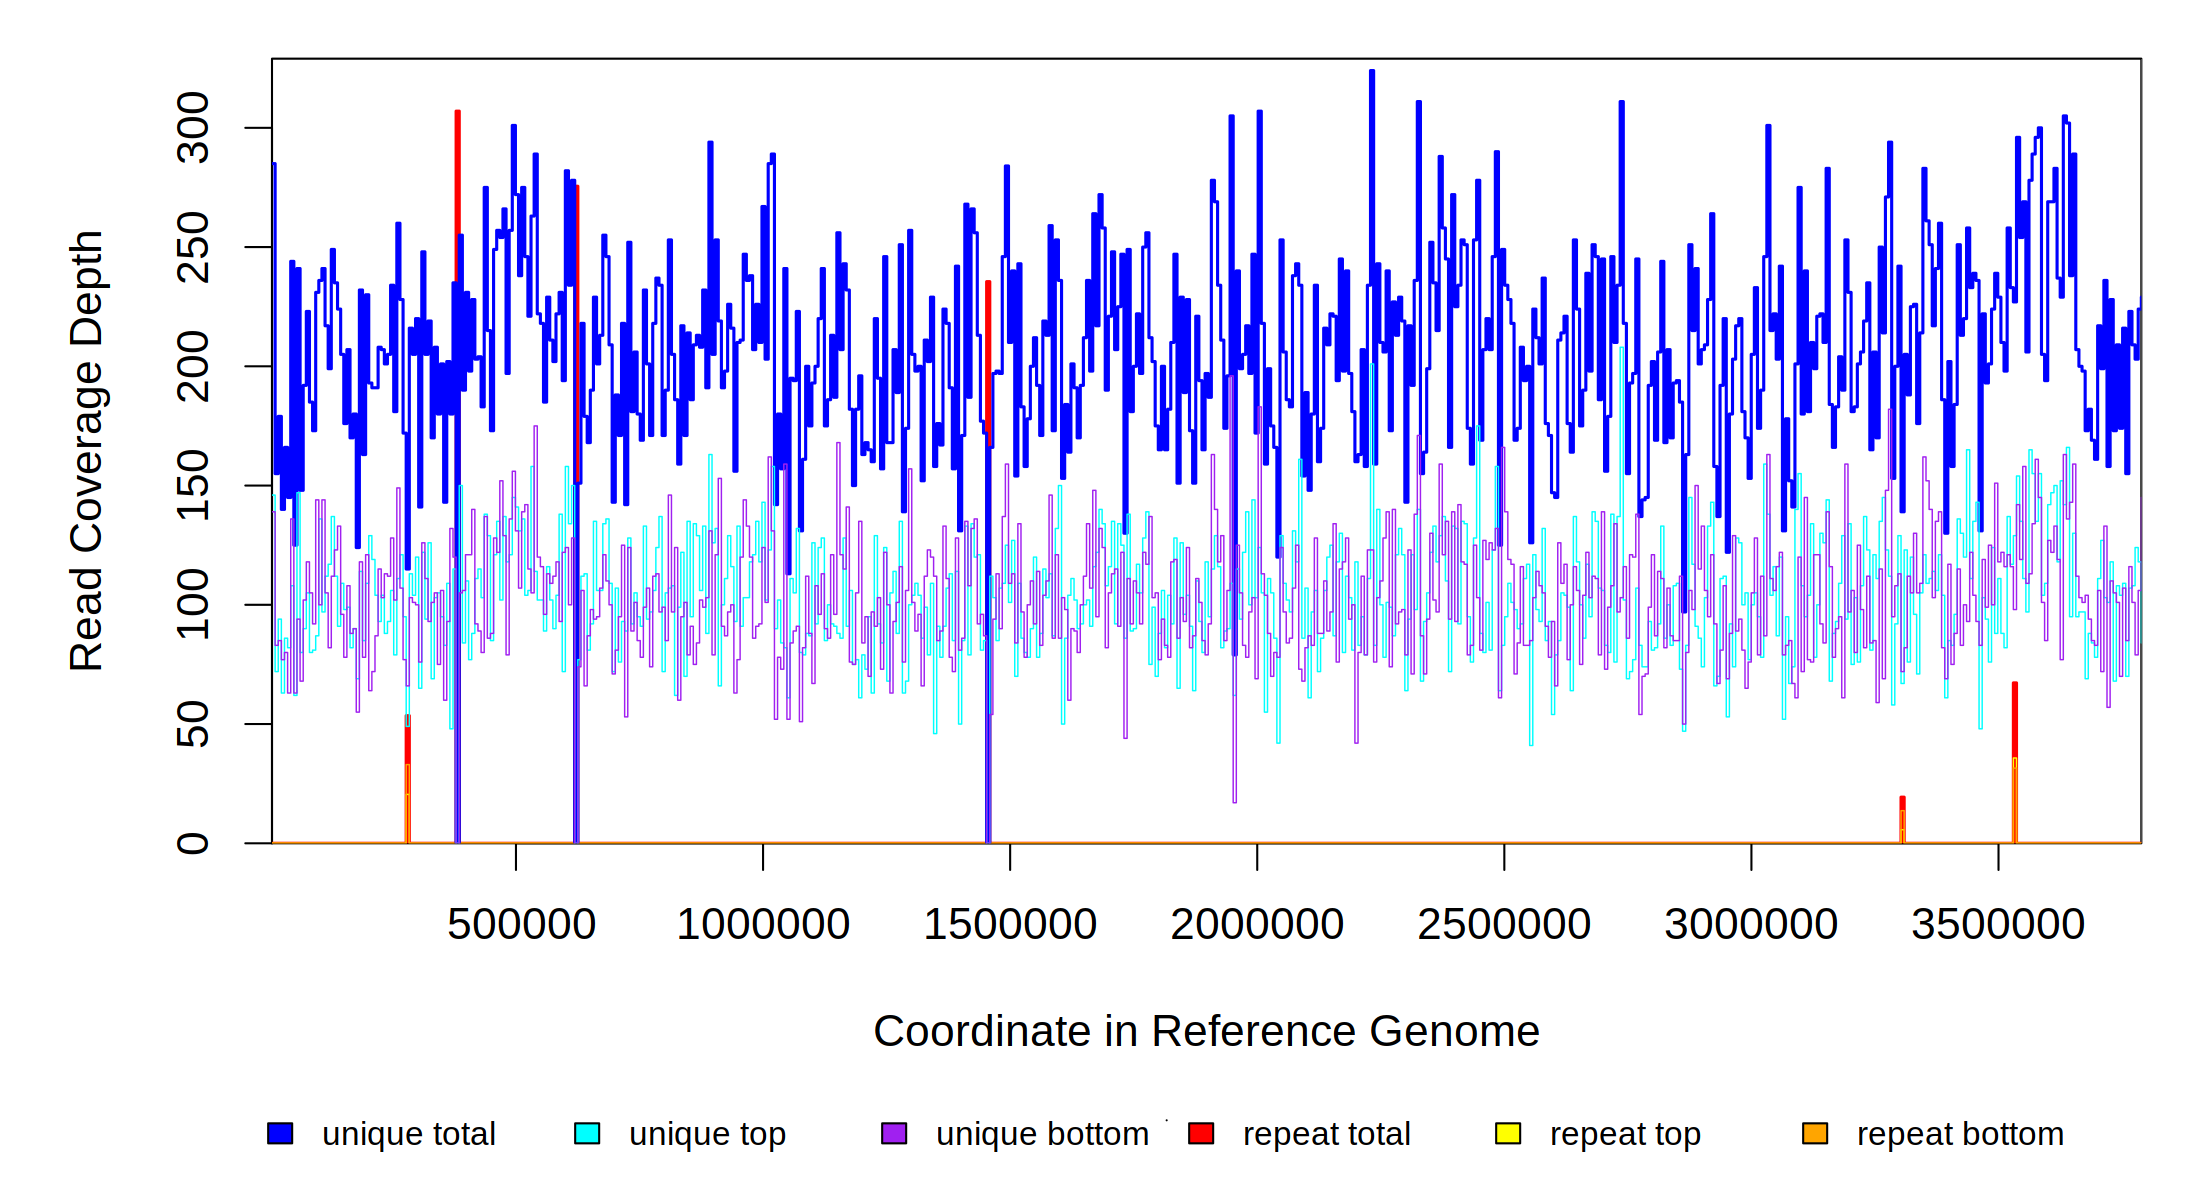 300
250
200
150
100
50
0
Read Coverage Depth
500000 1000000 1500000 2000000 2500000 3000000 3500000
Coordinate in Reference Genome
unique total unique top unique bottom repeat total repeat top repeat bottom